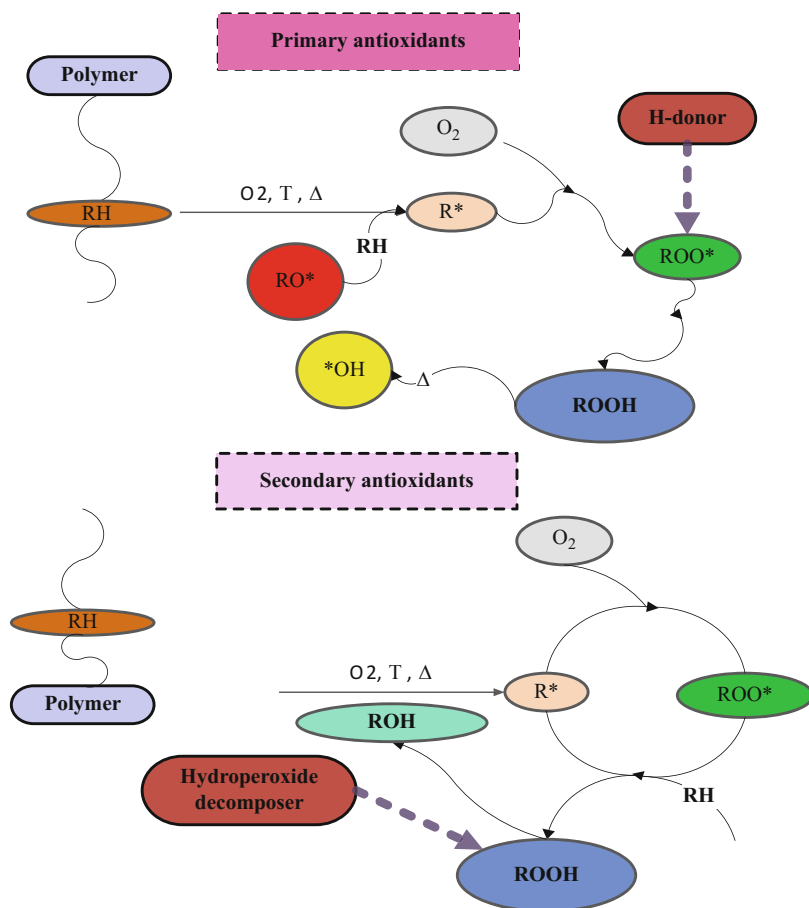 Primary antioxidants
Polymer
O₂
H-donor
O2, T , Δ
RH
R*
RH
ROO*
RO*
*OH
Δ
ROOH
Secondary antioxidants
O₂
RH
O2, T , Δ
R*
ROO*
Polymer
ROH
Hydroperoxide
decomposer
RH
ROOH